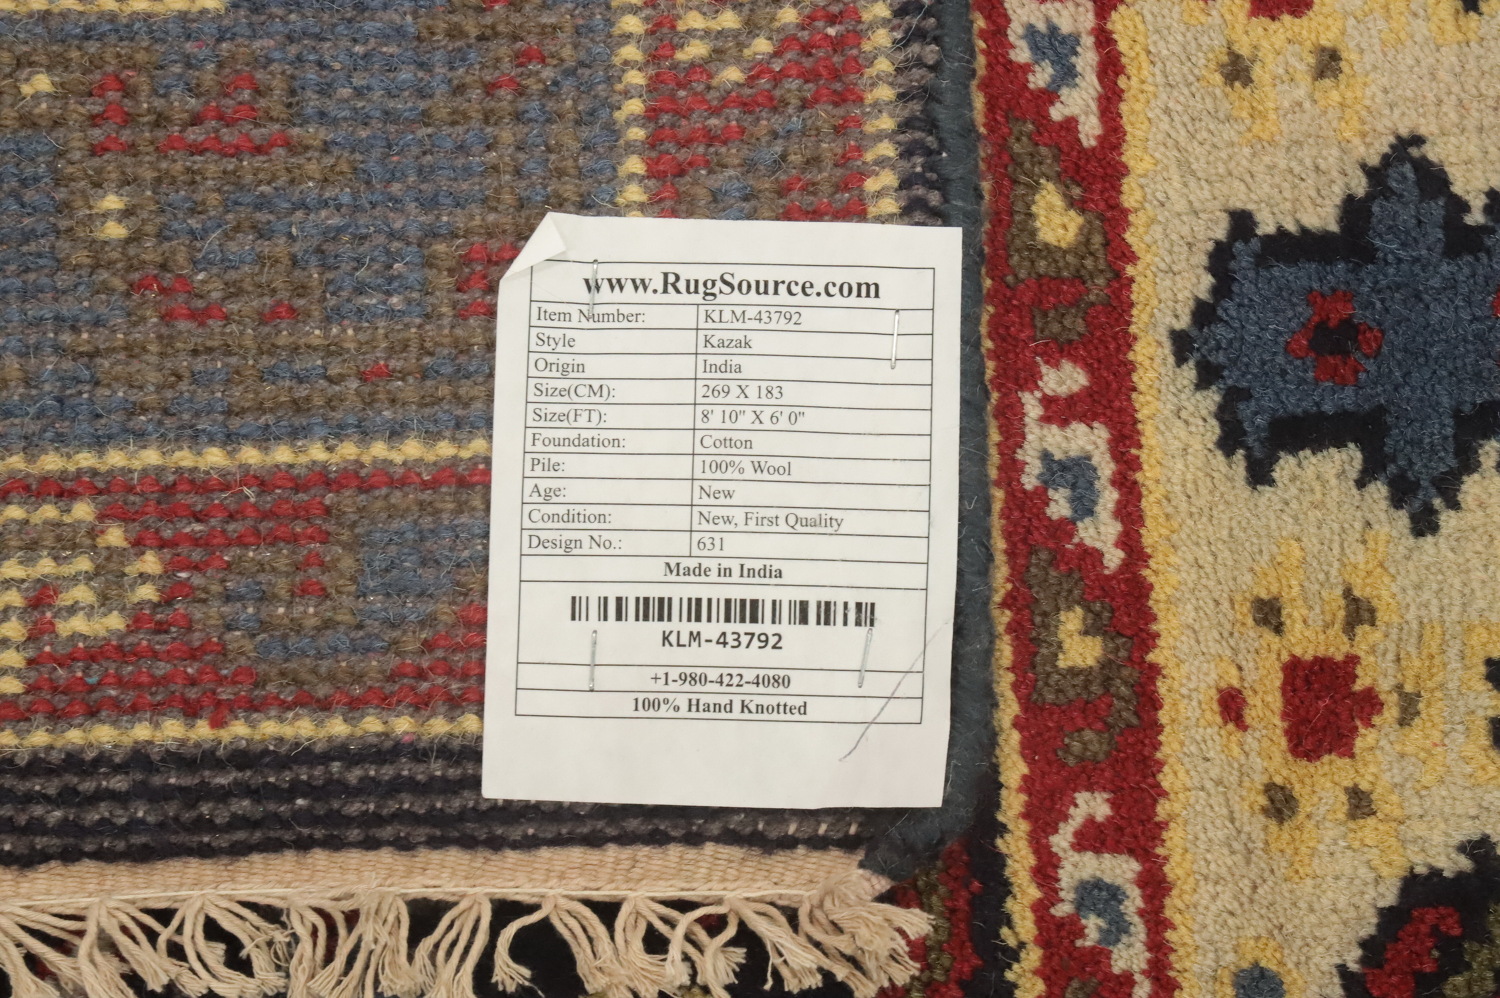 www.RugSource.com
Item Number: KLM-43792
Style Kazak
Origin India
Size(CM): 269 X 183
Size(FT): 8' 10" X 6' 0"
Foundation: Cotton
Pile: 100% Wool
Age: New
Condition: New, First Quality
Design No.: 631
Made in India
KLM-43792
+1-980-422-4080
100% Hand Knotted